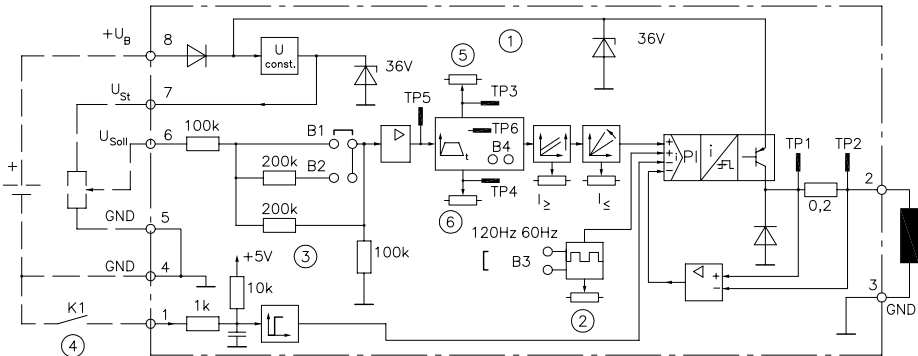 +U_B
8
U const.
36V
1
36V
U_St
7
5
TP3
TP5
U_Soll
6
100k
B1
B2
200k
200k
t
TP6
B4
TP4
6
I≥
I≤
+
+
−
−
i
PI
i
TP1
TP2
0,2
2
+
GND
5
3
120Hz 60Hz
B3
[
100k
+
−
GND
4
+5V
10k
2
3
GND
K1
4
1
1k